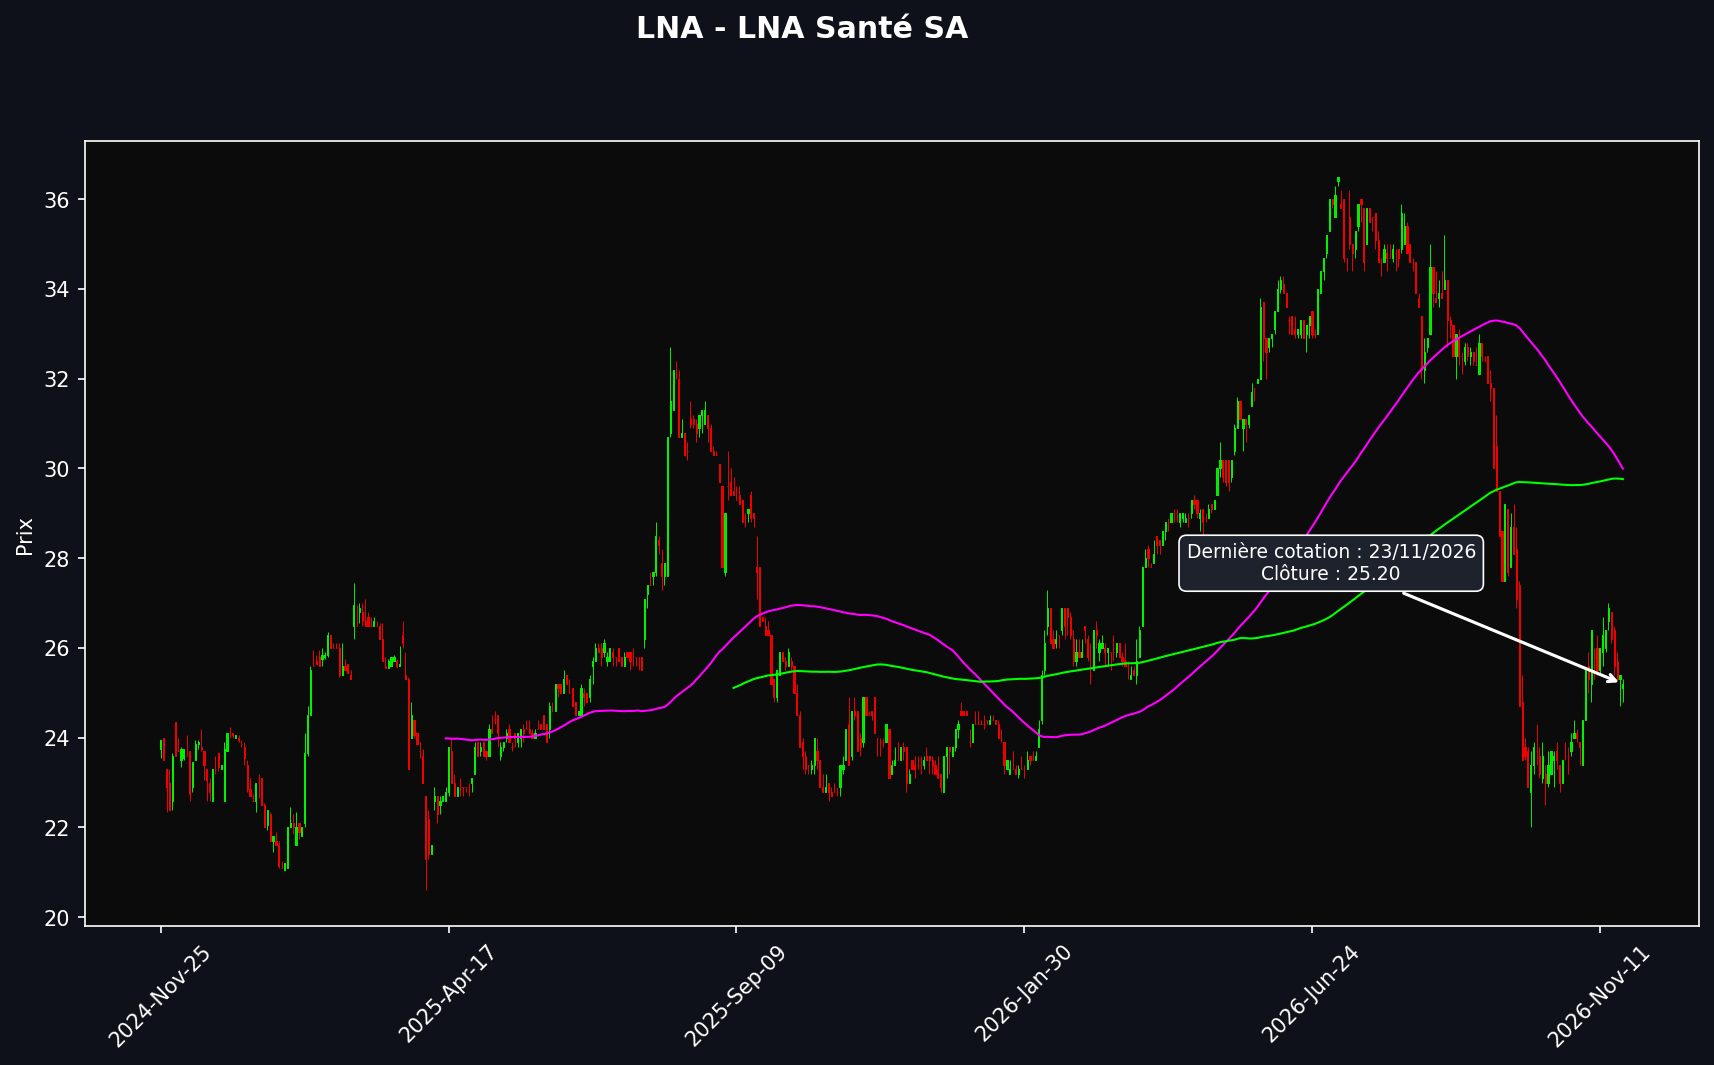 LNA - LNA Santé SA
Prix
36
34
32
30
28
26
24
22
20
Dernière cotation : 23/11/2026
Clôture : 25.20
2024-Nov-25
2025-Apr-17
2025-Sep-09
2026-Jan-30
2026-Jun-24
2026-Nov-11